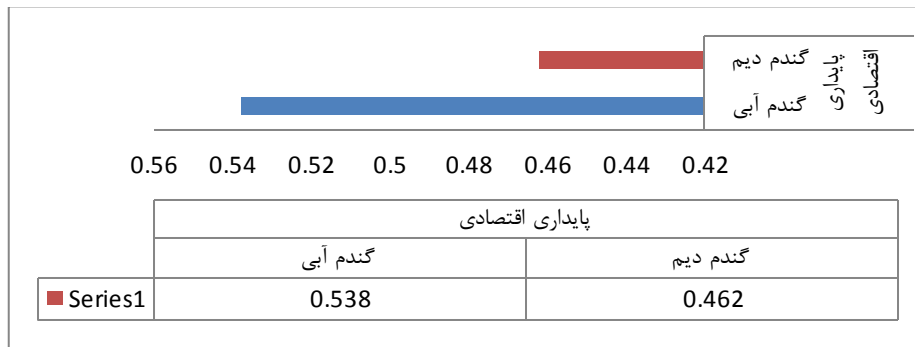 گندم دیم
گندم آبی
پایداری
اقتصادی
0.56 0.54 0.52 0.5 0.48 0.46 0.44 0.42
پایداری اقتصادی
گندم آبی گندم دیم
Series1 0.538 0.462